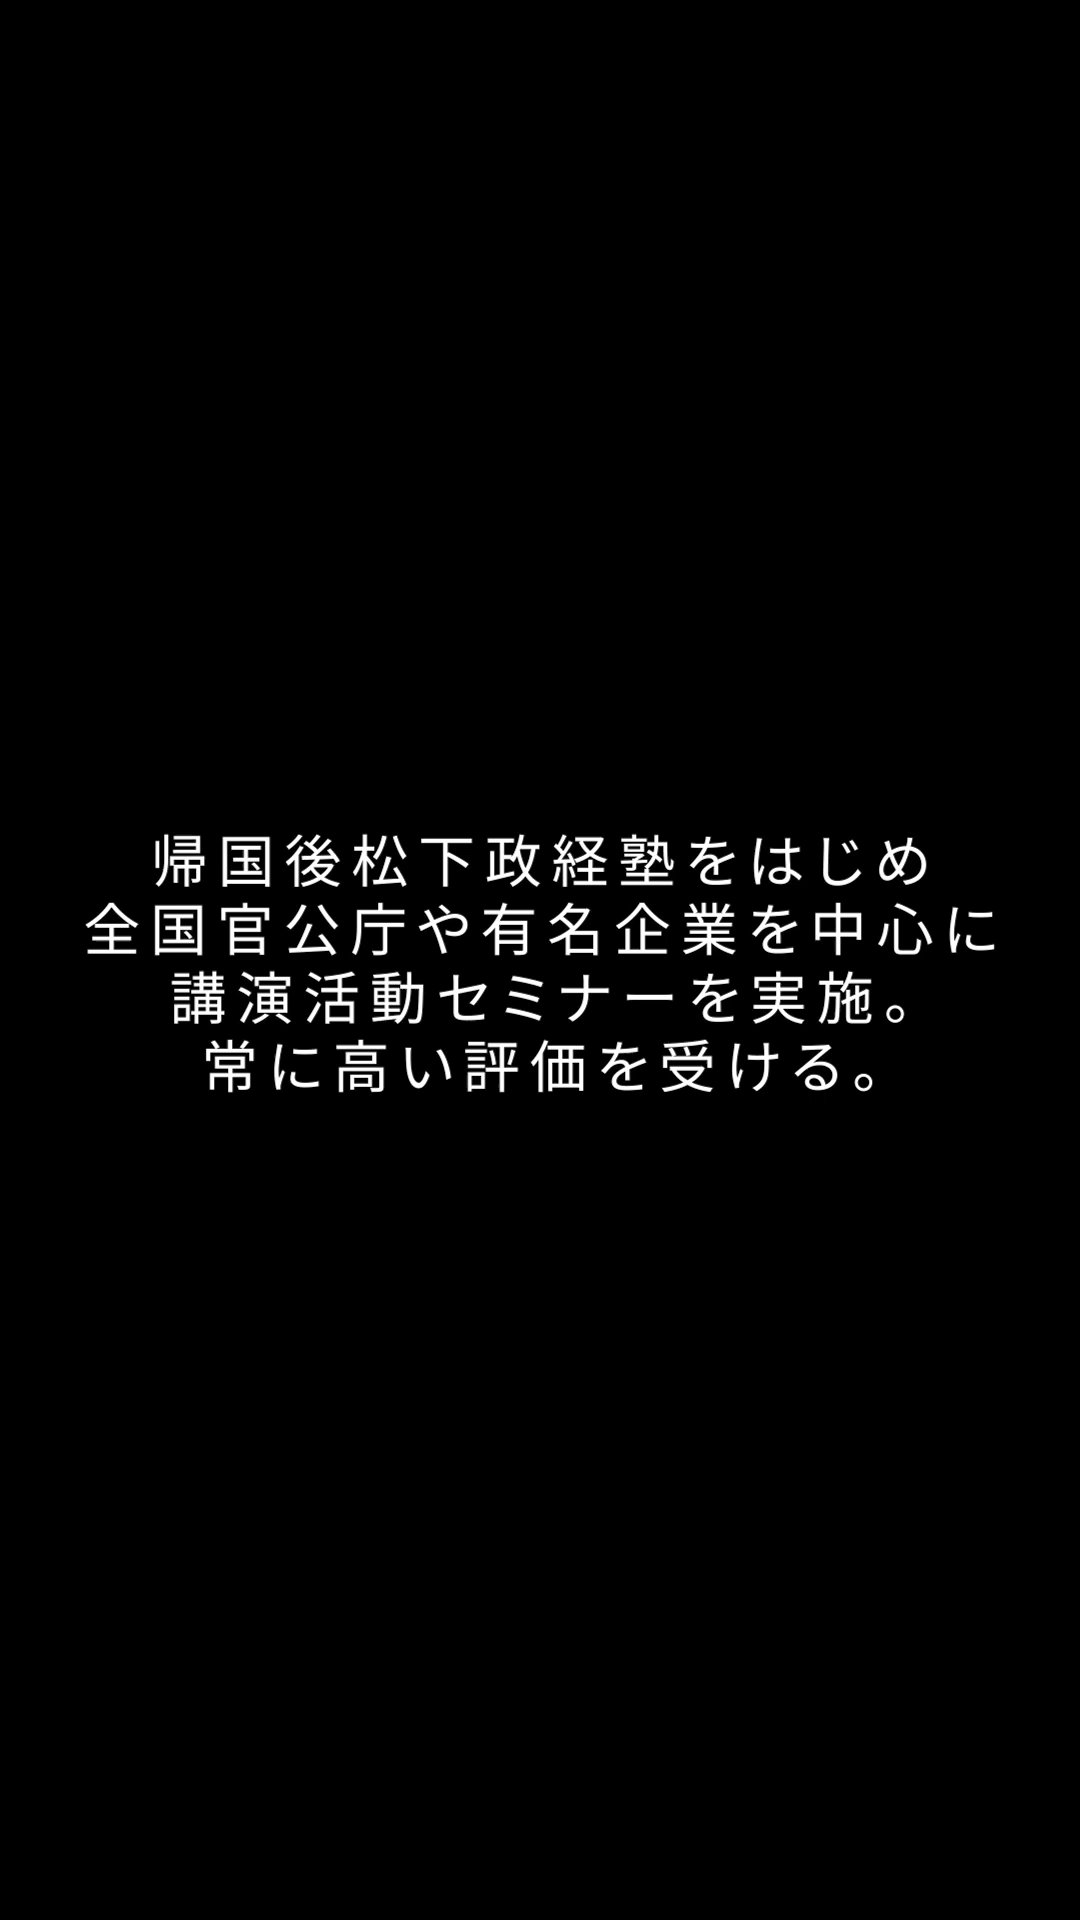 帰国後松下政経塾をはじめ
全国官公庁や有名企業を中心に
講演活動セミナーを実施。
常に高い評価を受ける。